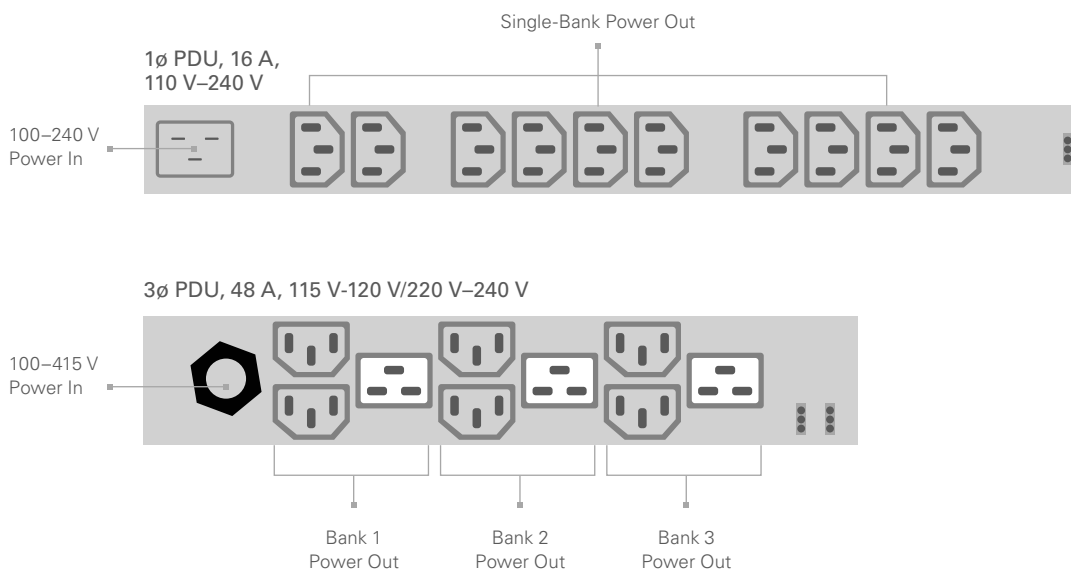 Single-Bank Power Out
1ø PDU, 16 A,
110 V–240 V
100–240 V
Power In
3ø PDU, 48 A, 115 V-120 V/220 V–240 V
100–415 V
Power In
Bank 1
Power Out
Bank 2
Power Out
Bank 3
Power Out